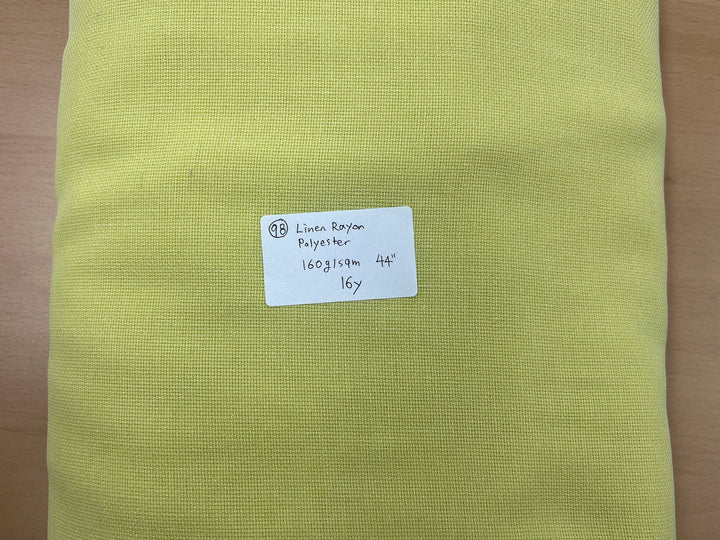 98 Linen Rayon
Polyester
160g/sqm 44"
16y